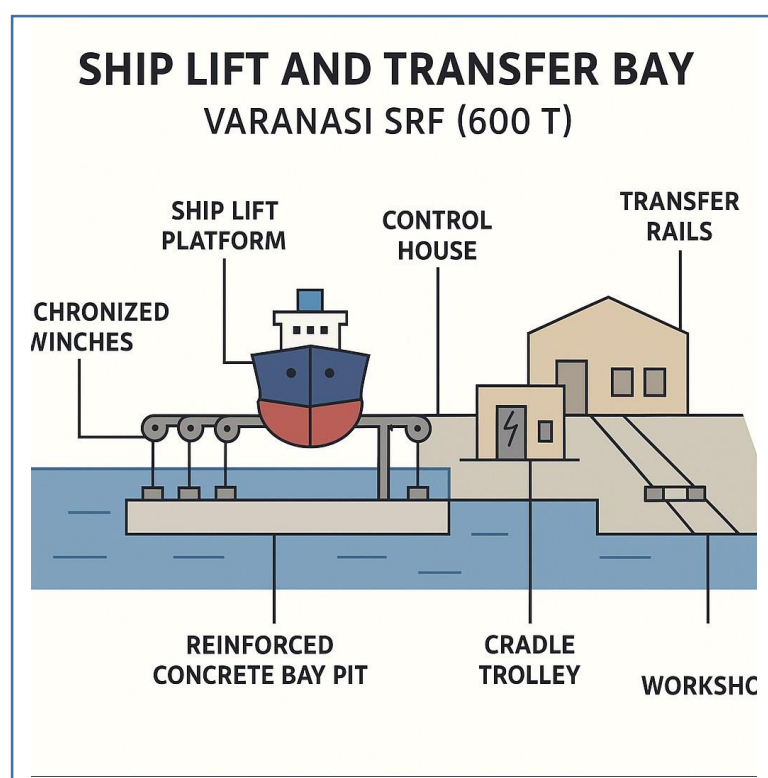 SHIP LIFT AND TRANSFER BAY
VARANASI SRF (600 T)
SHIP LIFT
PLATFORM
CONTROL
HOUSE
TRANSFER
RAILS
CHRONIZED
WINCHES
REINFORCED
CONCRETE BAY PIT
CRADLE
TROLLEY
WORKSHO